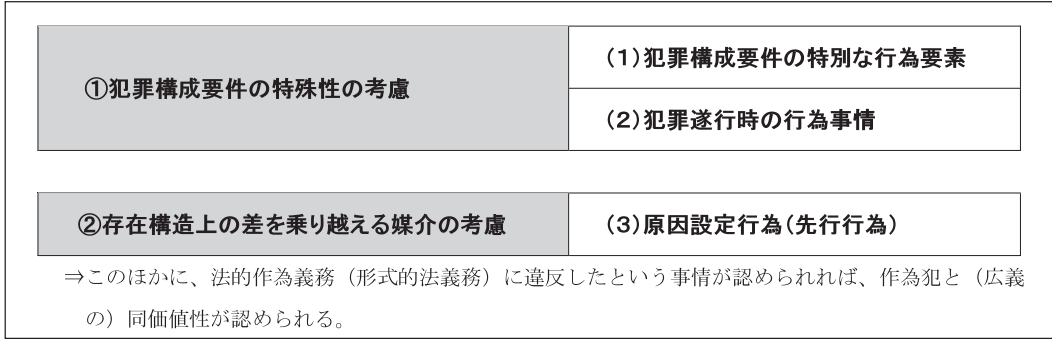 ①犯罪構成要件の特殊性の考慮
(1)犯罪構成要件の特別な行為要素
(2)犯罪遂行時の行為事情
②存在構造上の差を乗り越える媒介の考慮
(3)原因設定行為(先行行為)
⇒このほかに、法的作為義務（形式的法義務）に違反したという事情が認められれば、作為犯と（広義
の）同価値性が認められる。